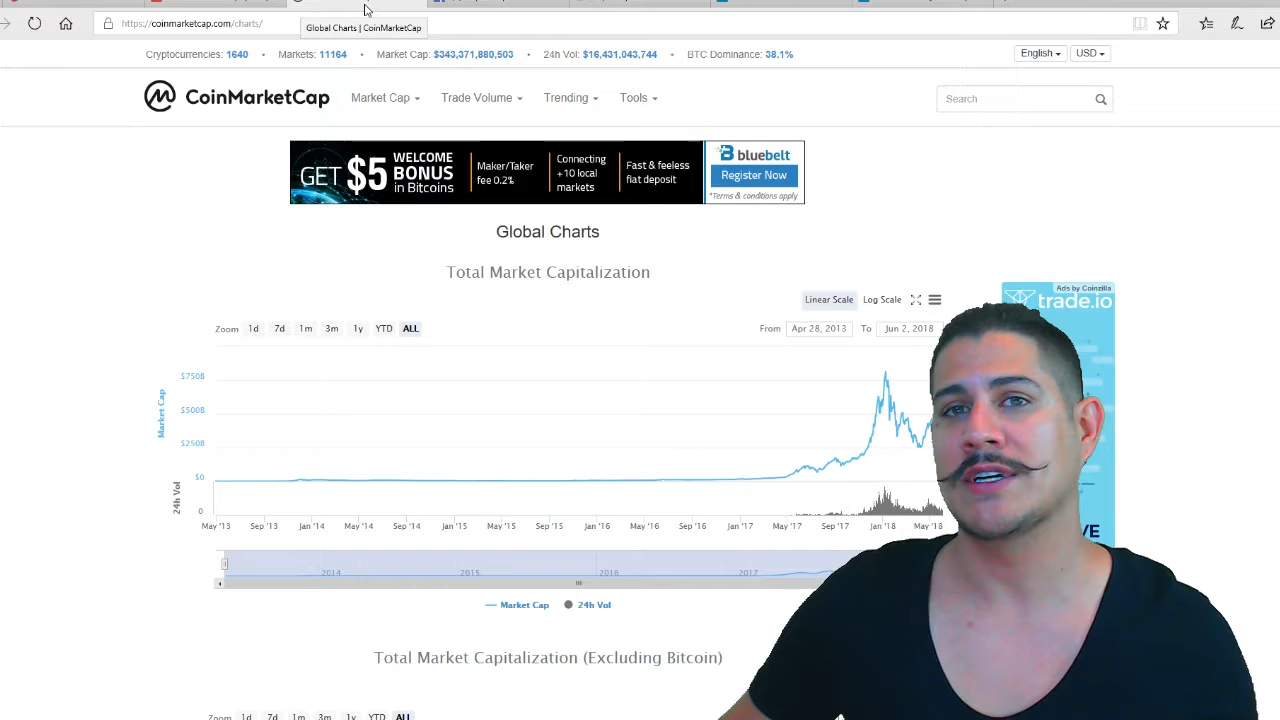 https://coinmarketcap.com/charts/
Global Charts | CoinMarketCap
Cryptocurrencies: 1640 • Markets: 11164 • Market Cap: $343,371,880,503 • 24h Vol: $16,431,043,744 • BTC Dominance: 38.1%
English
USD
CoinMarketCap
Market Cap
Trade Volume
Trending
Tools
Search
GET $5 WELCOME BONUS in Bitcoins
Maker/Taker fee 0.2%
Connecting +10 local markets
Fast & feeless fiat deposit
bluebelt
Register Now
*Terms & conditions apply
Global Charts
Total Market Capitalization
Ads by Coinzilla
trade.io
Linear Scale Log Scale
Zoom 1d 7d 1m 3m 1y YTD ALL
From Apr 28, 2013 To Jun 2, 2018
$750B
$500B
$250B
$0
Market Cap
0
24h Vol
May '13 Sep '13 Jan '14 May '14 Sep '14 Jan '15 May '15 Sep '15 Jan '16 May '16 Sep '16 Jan '17 May '17 Sep '17 Jan '18 May '18
2014 2015 2016 2017
Market Cap 24h Vol
Total Market Capitalization (Excluding Bitcoin)
Zoom 1d 7d 1m 3m 1y YTD ALL